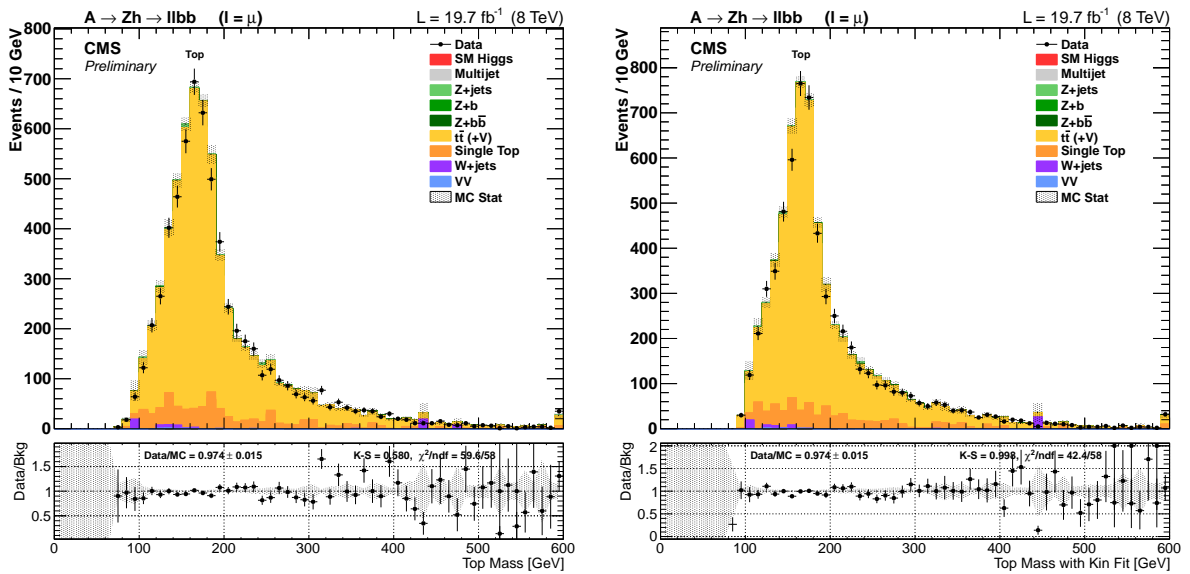 A → Zh → llbb (l = μ) L = 19.7 fb⁻¹ (8 TeV)
Events / 10 GeV
800
700
600
500
400
300
200
100
0
CMS
Preliminary
Top
Data
SM Higgs
Multijet
Z+jets
Z+b
Z+bb̄
tt̄ (+V)
Single Top
W+jets
VV
MC Stat
Data/Bkg
1.5
1
0.5
Data/MC = 0.974 ± 0.015 K-S = 0.580, χ²/ndf = 59.6/58
0 100 200 300 400 500 600
Top Mass [GeV]
A → Zh → llbb (l = μ) L = 19.7 fb⁻¹ (8 TeV)
Events / 10 GeV
800
700
600
500
400
300
200
100
0
CMS
Preliminary
Top
Data
SM Higgs
Multijet
Z+jets
Z+b
Z+bb̄
tt̄ (+V)
Single Top
W+jets
VV
MC Stat
Data/Bkg
2
1.5
1
0.5
0
Data/MC = 0.974 ± 0.015 K-S = 0.998, χ²/ndf = 42.4/58
0 100 200 300 400 500 600
Top Mass with Kin Fit [GeV]